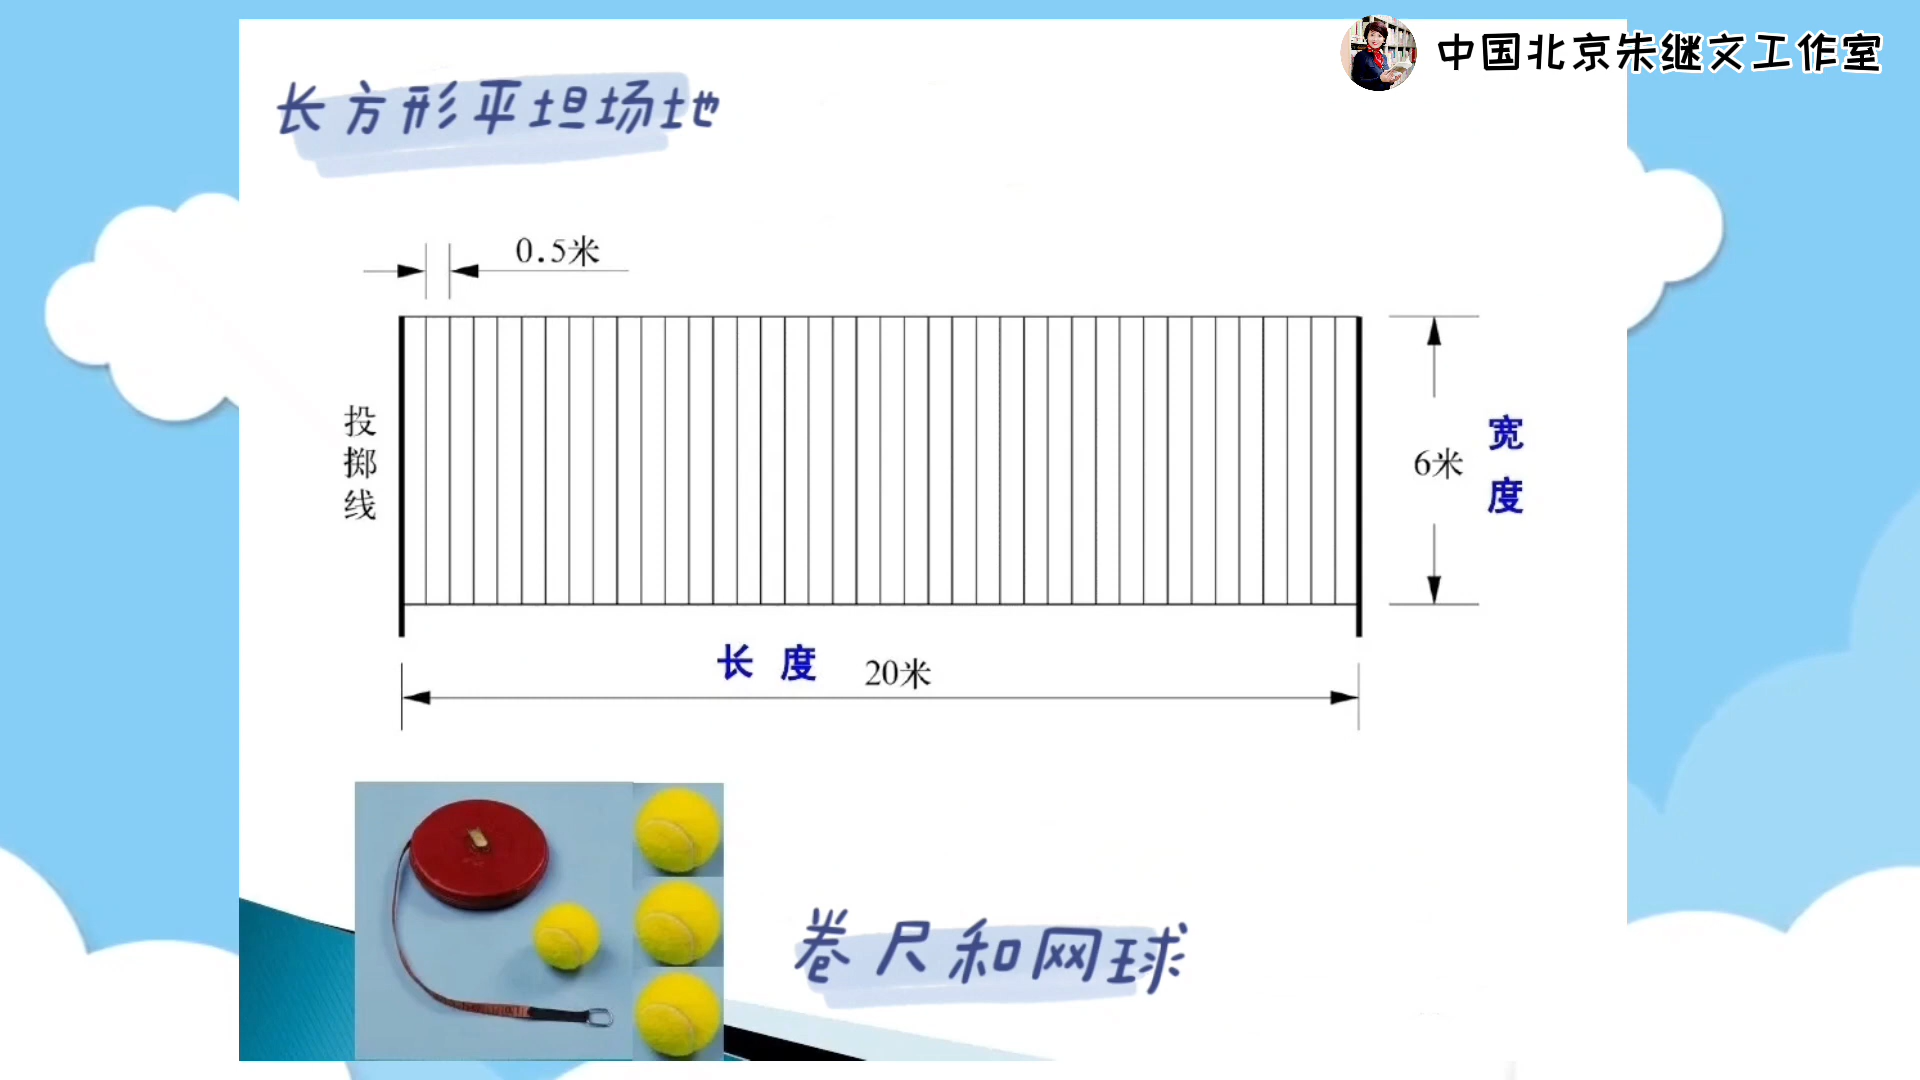 中国北京朱继文工作室
长方形平坦场地
0.5米
投掷线
宽度
6米
长度 20米
卷尺和网球